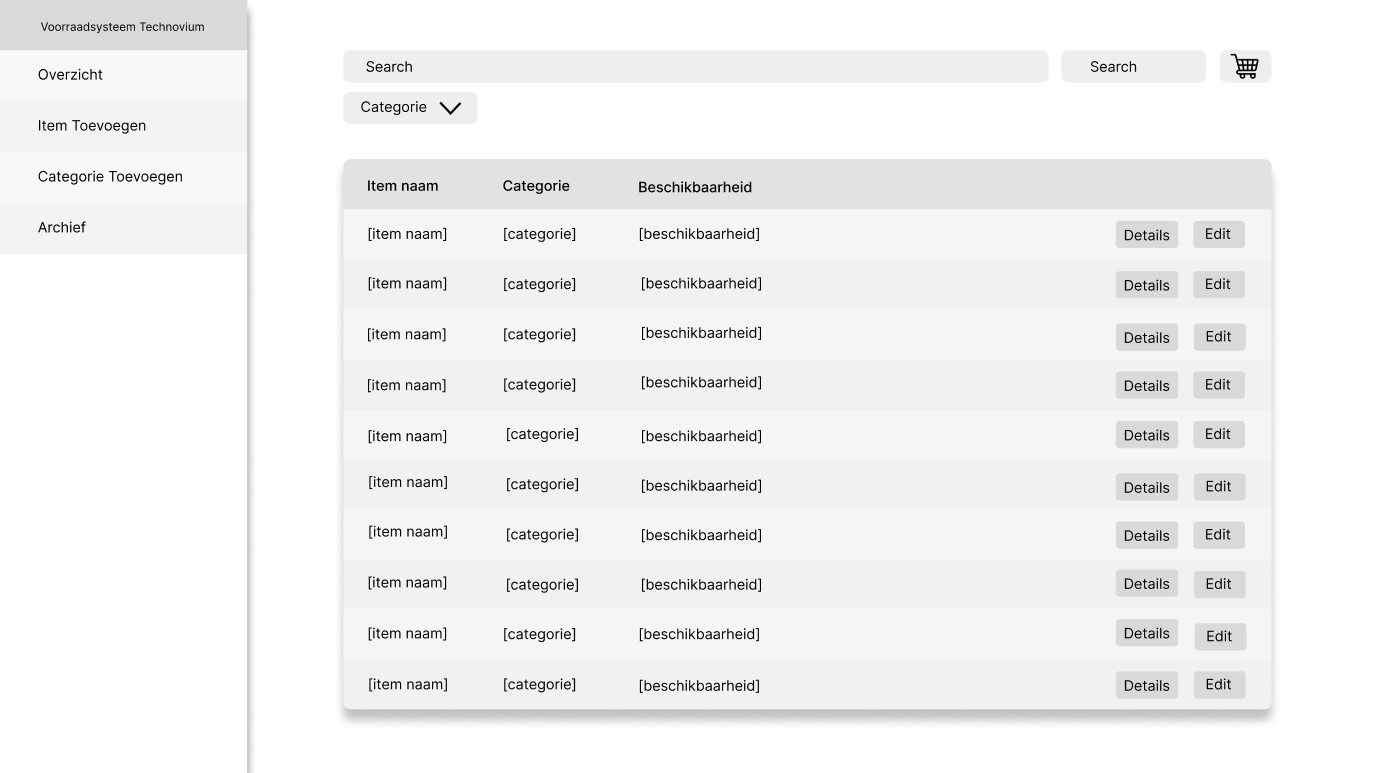 Voorraadsysteem Technovium
Overzicht
Item Toevoegen
Categorie Toevoegen
Archief
Search Search
Categorie
Item naam Categorie Beschikbaarheid
[item naam] [categorie] [beschikbaarheid] Details Edit
[item naam] [categorie] [beschikbaarheid] Details Edit
[item naam] [categorie] [beschikbaarheid] Details Edit
[item naam] [categorie] [beschikbaarheid] Details Edit
[item naam] [categorie] [beschikbaarheid] Details Edit
[item naam] [categorie] [beschikbaarheid] Details Edit
[item naam] [categorie] [beschikbaarheid] Details Edit
[item naam] [categorie] [beschikbaarheid] Details Edit
[item naam] [categorie] [beschikbaarheid] Details Edit
[item naam] [categorie] [beschikbaarheid] Details Edit